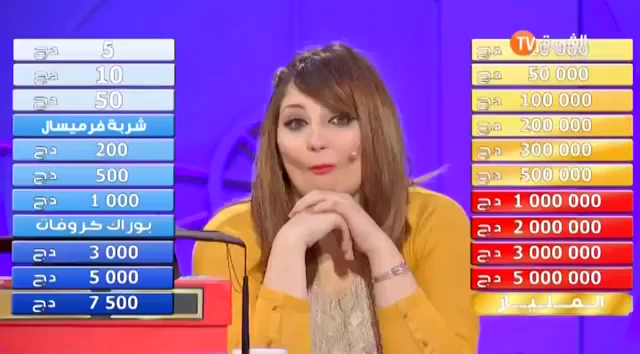 الشروق TV
5 دج
10 دج
50 دج
شربة فرميسال
200 دج
500 دج
1 000 دج
بوراك كروفات
3 000 دج
5 000 دج
7 500 دج
دج
50 000 دج
100 000 دج
200 000 دج
300 000 دج
500 000 دج
1 000 000 دج
2 000 000 دج
3 000 000 دج
5 000 000 دج
المليار